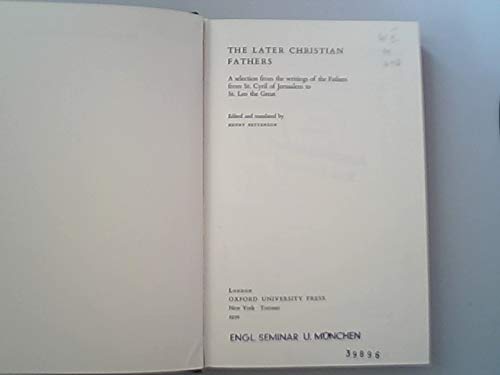 THE LATER CHRISTIAN
FATHERS
A selection from the writings of the Fathers
from St. Cyril of Jerusalem to
St. Leo the Great
Edited and translated by
HENRY BETTENSON
LONDON
OXFORD UNIVERSITY PRESS
New York Toronto
ENGL. SEMINAR U. MÜNCHEN
39896